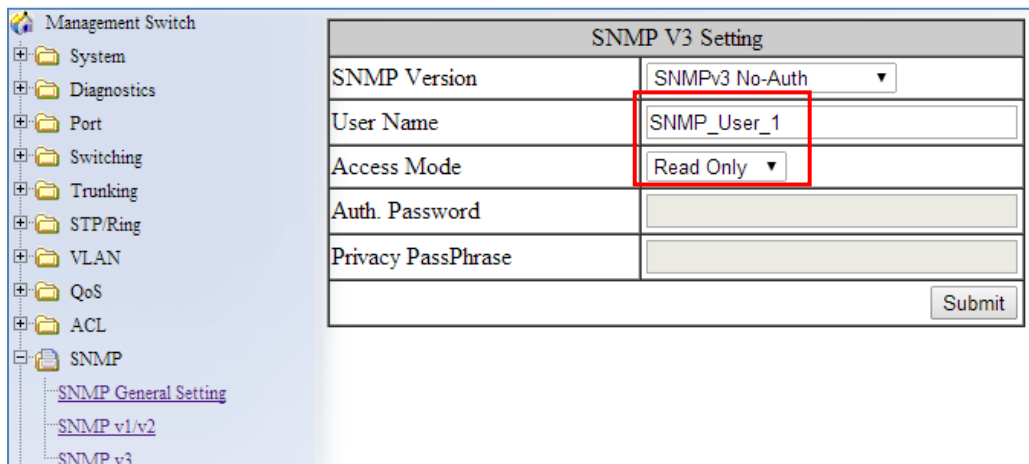 Management Switch
System
Diagnostics
Port
Switching
Trunking
STP/Ring
VLAN
QoS
ACL
SNMP
SNMP General Setting
SNMP v1/v2
SNMP v3
SNMP V3 Setting
SNMP Version SNMPv3 No-Auth
User Name SNMP_User_1
Access Mode Read Only
Auth. Password
Privacy PassPhrase
Submit